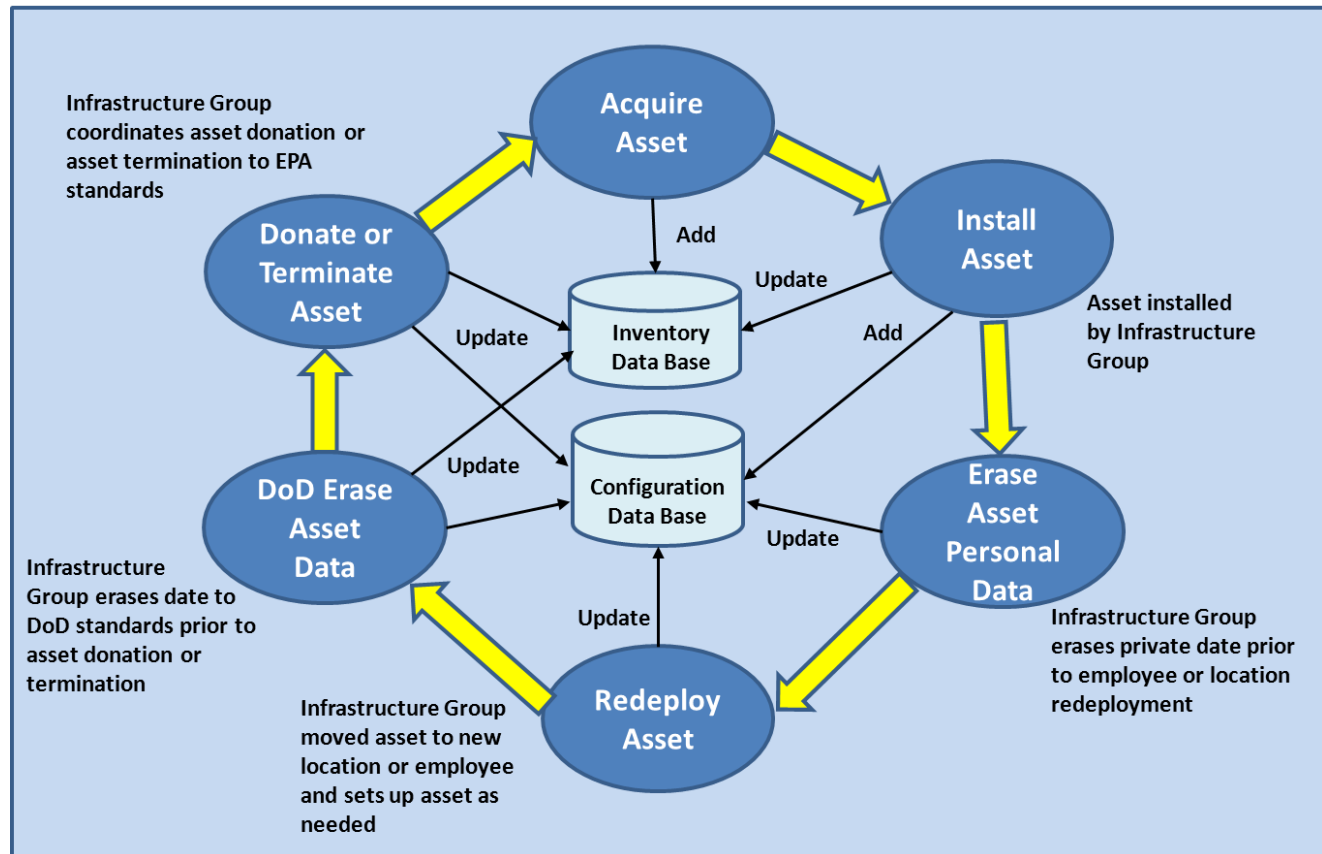 Infrastructure Group
coordinates asset donation or
asset termination to EPA
standards
Acquire
Asset
Install
Asset
Asset installed
by Infrastructure
Group
Donate or
Terminate
Asset
Add
Update
Update
Add
Inventory
Data Base
Configuration
Data Base
Update
Update
Update
DoD Erase
Asset
Data
Erase
Asset
Personal
Data
Infrastructure
Group erases date to
DoD standards prior to
asset donation or
termination
Infrastructure Group
erases private date prior
to employee or location
redeployment
Redeploy
Asset
Infrastructure Group
moved asset to new
location or employee
and sets up asset as
needed